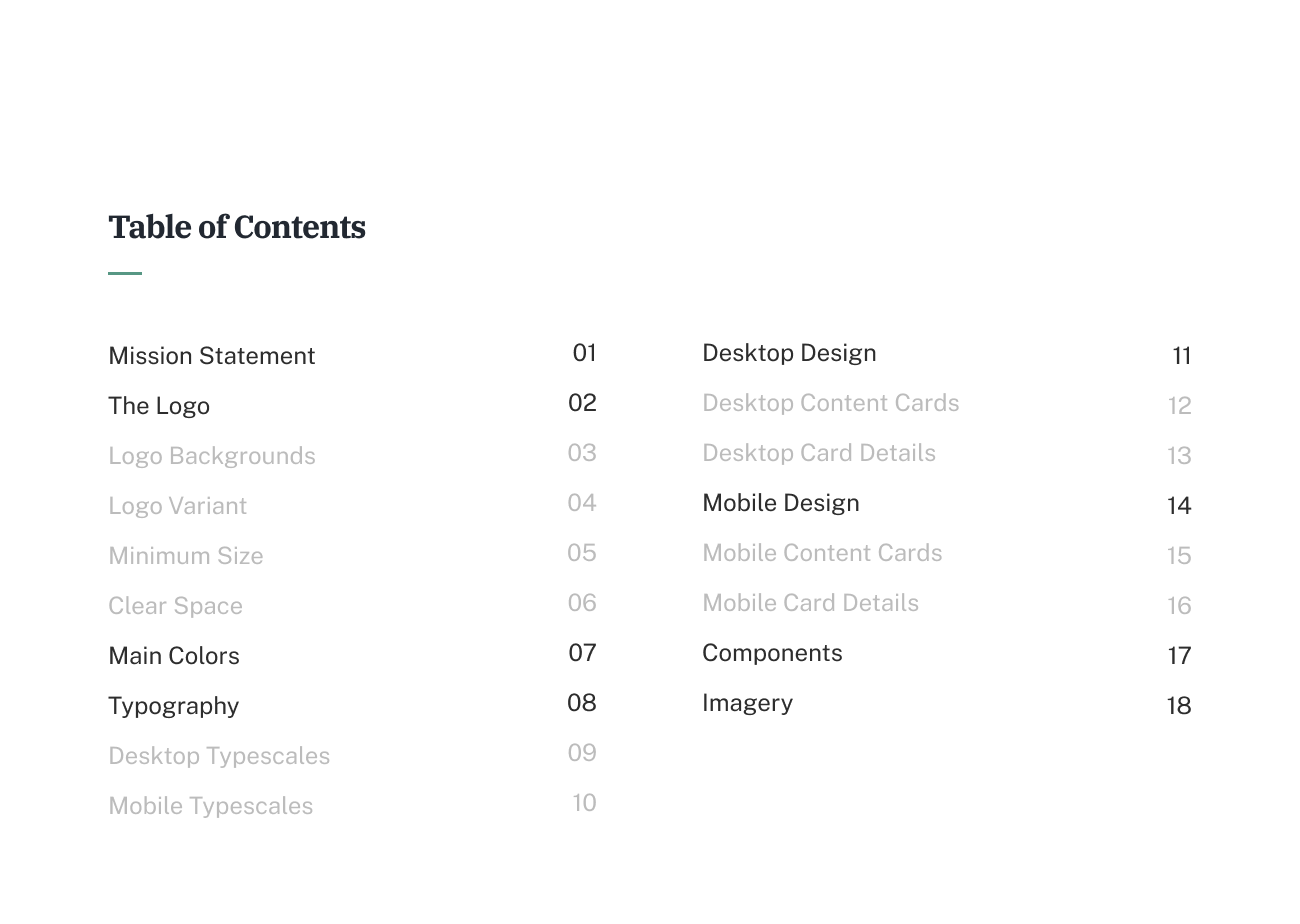 Table of Contents
Mission Statement 01
The Logo 02
Logo Backgrounds 03
Logo Variant 04
Minimum Size 05
Clear Space 06
Main Colors 07
Typography 08
Desktop Typescales 09
Mobile Typescales 10
Desktop Design 11
Desktop Content Cards 12
Desktop Card Details 13
Mobile Design 14
Mobile Content Cards 15
Mobile Card Details 16
Components 17
Imagery 18